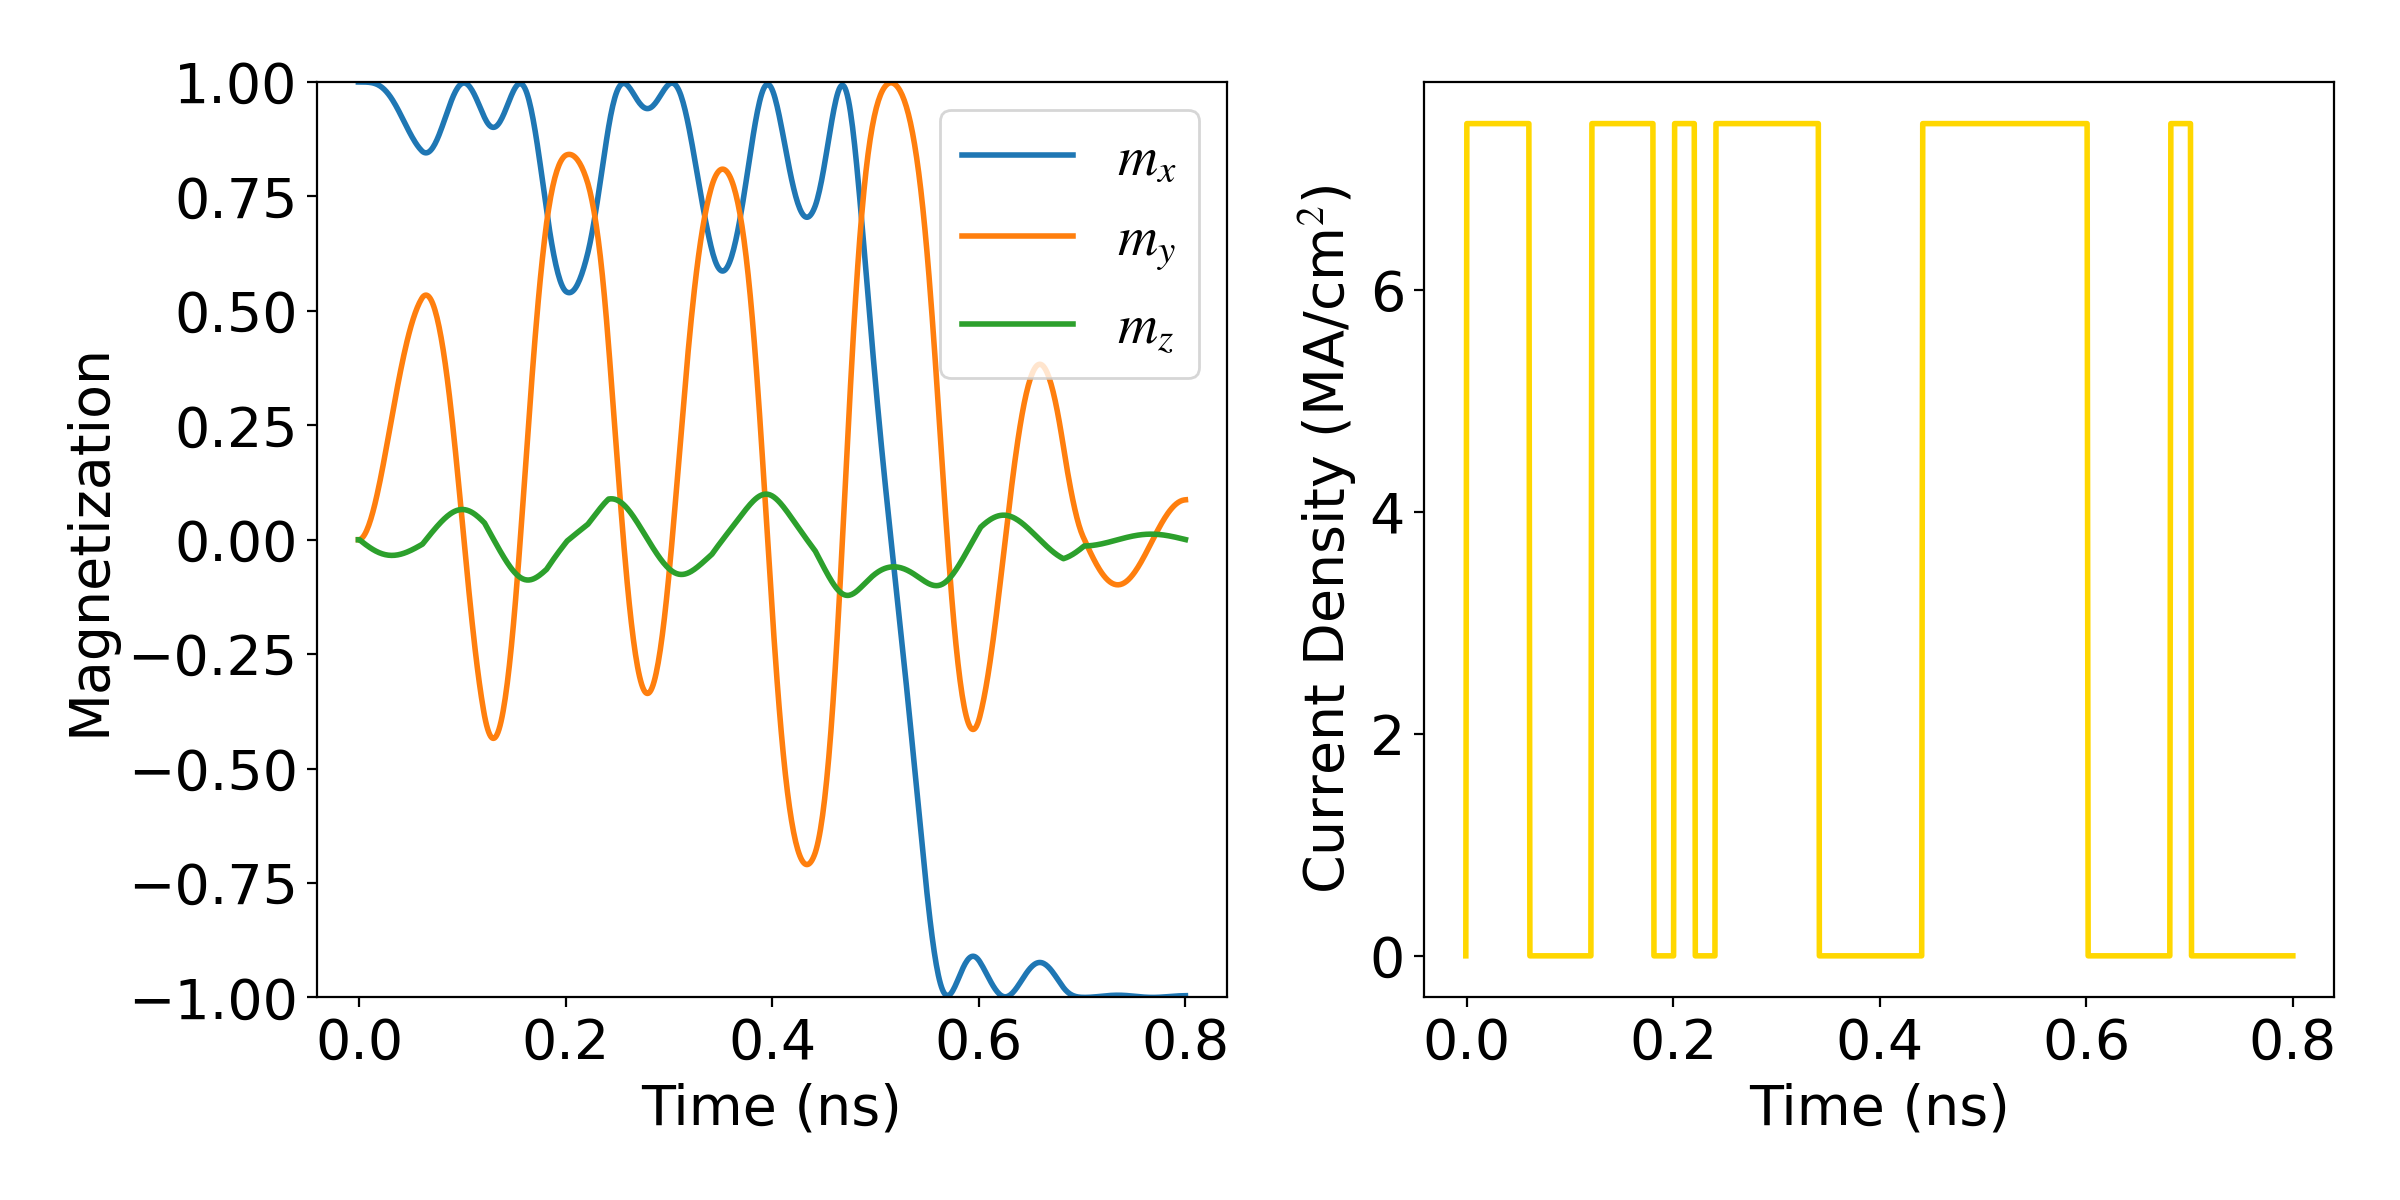 1.00
0.75
0.50
0.25
0.00
−0.25
−0.50
−0.75
−1.00
Magnetization
0.0 0.2 0.4 0.6 0.8
Time (ns)
m_x
m_y
m_z
6
4
2
0
Current Density (MA/cm²)
0.0 0.2 0.4 0.6 0.8
Time (ns)